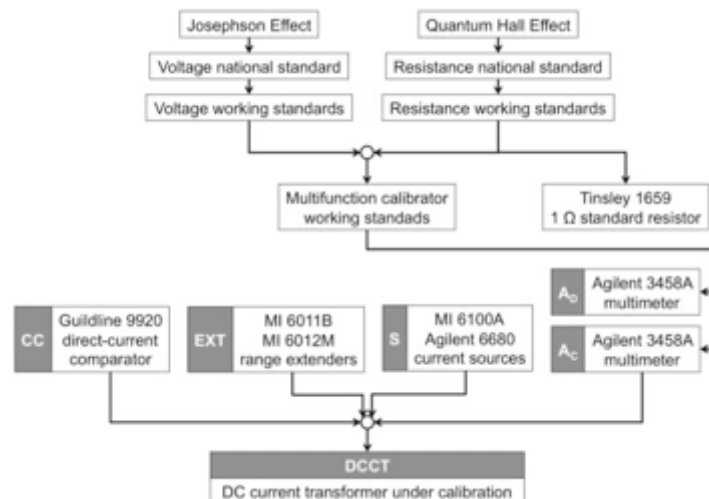 Josephson Effect
Quantum Hall Effect
Voltage national standard
Resistance national standard
Voltage working standards
Resistance working standards
Multifunction calibrator
working standads
Tinsley 1659
1 Ω standard resistor
CC
Guildline 9920
direct-current
comparator
EXT
MI 6011B
MI 6012M
range extenders
S
MI 6100A
Agilent 6680
current sources
A_D
Agilent 3458A
multimeter
A_C
Agilent 3458A
multimeter
DCCT
DC current transformer under calibration